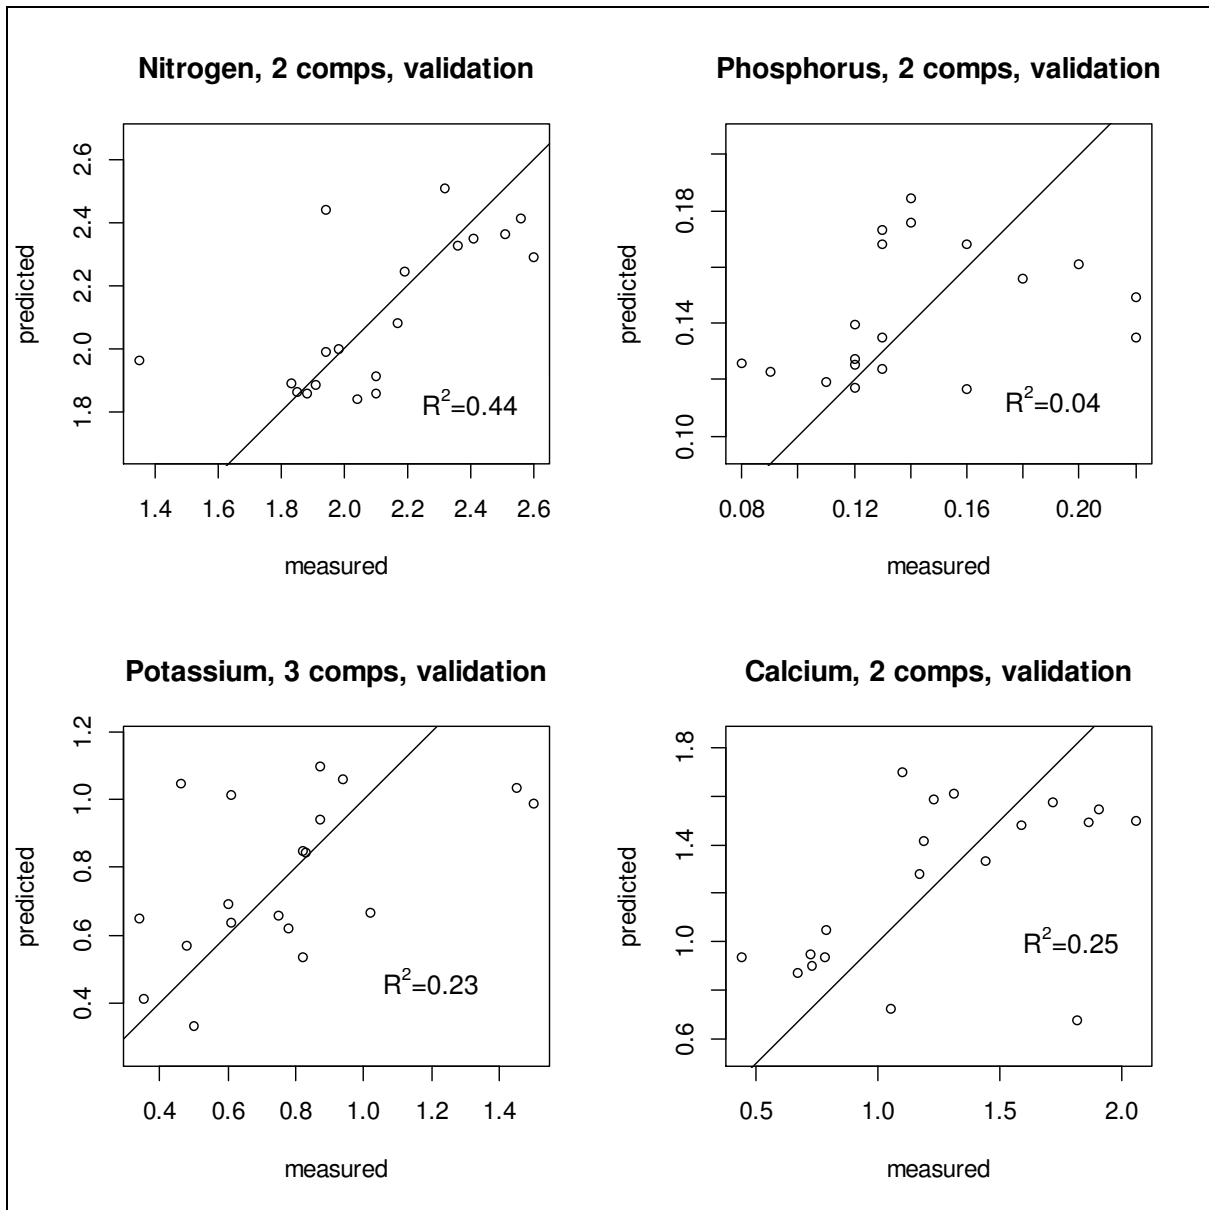 Nitrogen, 2 comps, validation
predicted
2.6
2.4
2.2
2.0
1.8
R²=0.44
1.4 1.6 1.8 2.0 2.2 2.4 2.6
measured
Phosphorus, 2 comps, validation
predicted
0.18
0.14
0.10
R²=0.04
0.08 0.12 0.16 0.20
measured
Potassium, 3 comps, validation
predicted
1.2
1.0
0.8
0.6
0.4
R²=0.23
0.4 0.6 0.8 1.0 1.2 1.4
measured
Calcium, 2 comps, validation
predicted
1.8
1.4
1.0
0.6
R²=0.25
0.5 1.0 1.5 2.0
measured